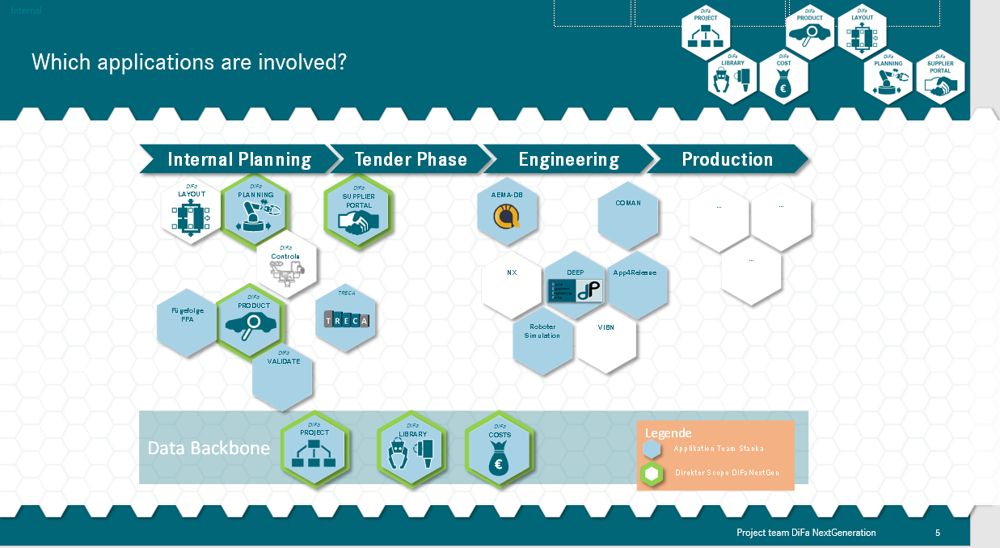 Internal
DiFa
PROJECT
DiFa
PRODUCT
DiFa
LAYOUT
DiFa
LIBRARY
DiFa
COST
€
DiFa
PLANNING
DiFa
SUPPLIER
PORTAL
Which applications are involved?
Internal Planning
Tender Phase
Engineering
Production
DiFa
LAYOUT
DiFa
PLANNING
DiFa
SUPPLIER
PORTAL
AEMA-DB
COMAN
...
...
DiFa
Controls
NX
DEEP
dP
App4Release
...
Fügefolge
FFA
DiFa
PRODUCT
TRECA
TRECA
Roboter
Simulation
VIBN
DiFa
VALIDATE
Data Backbone
DiFa
PROJECT
DiFa
LIBRARY
DiFa
COSTS
€
Legende
Applikation Team Stanka
Direkter Scope DiFaNextGen
Project team DiFa NextGeneration
5